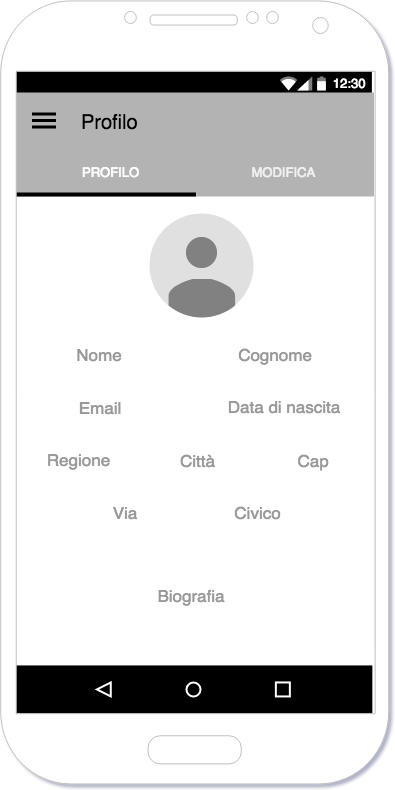 12:30
Profilo
PROFILO MODIFICA
Nome Cognome
Email Data di nascita
Regione Città Cap
Via Civico
Biografia